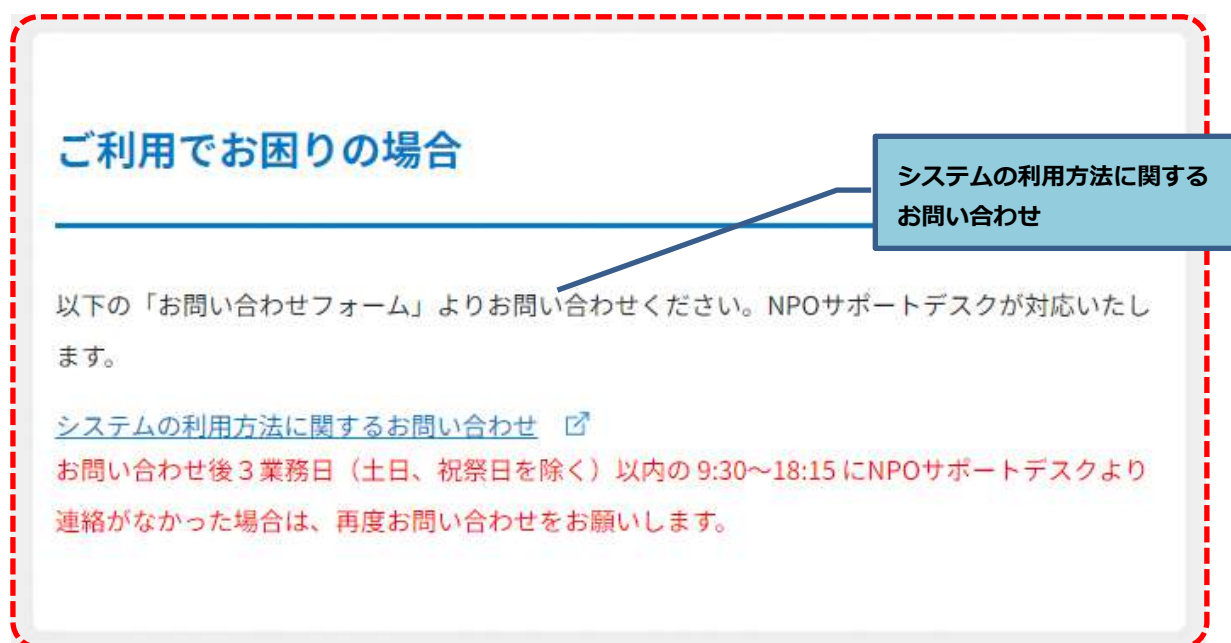 ご利用でお困りの場合
システムの利用方法に関する
お問い合わせ
以下の「お問い合わせフォーム」よりお問い合わせください。NPOサポートデスクが対応いたし
ます。
システムの利用方法に関するお問い合わせ
お問い合わせ後３業務日（土日、祝祭日を除く）以内の 9:30～18:15 にNPOサポートデスクより
連絡がなかった場合は、再度お問い合わせをお願いします。